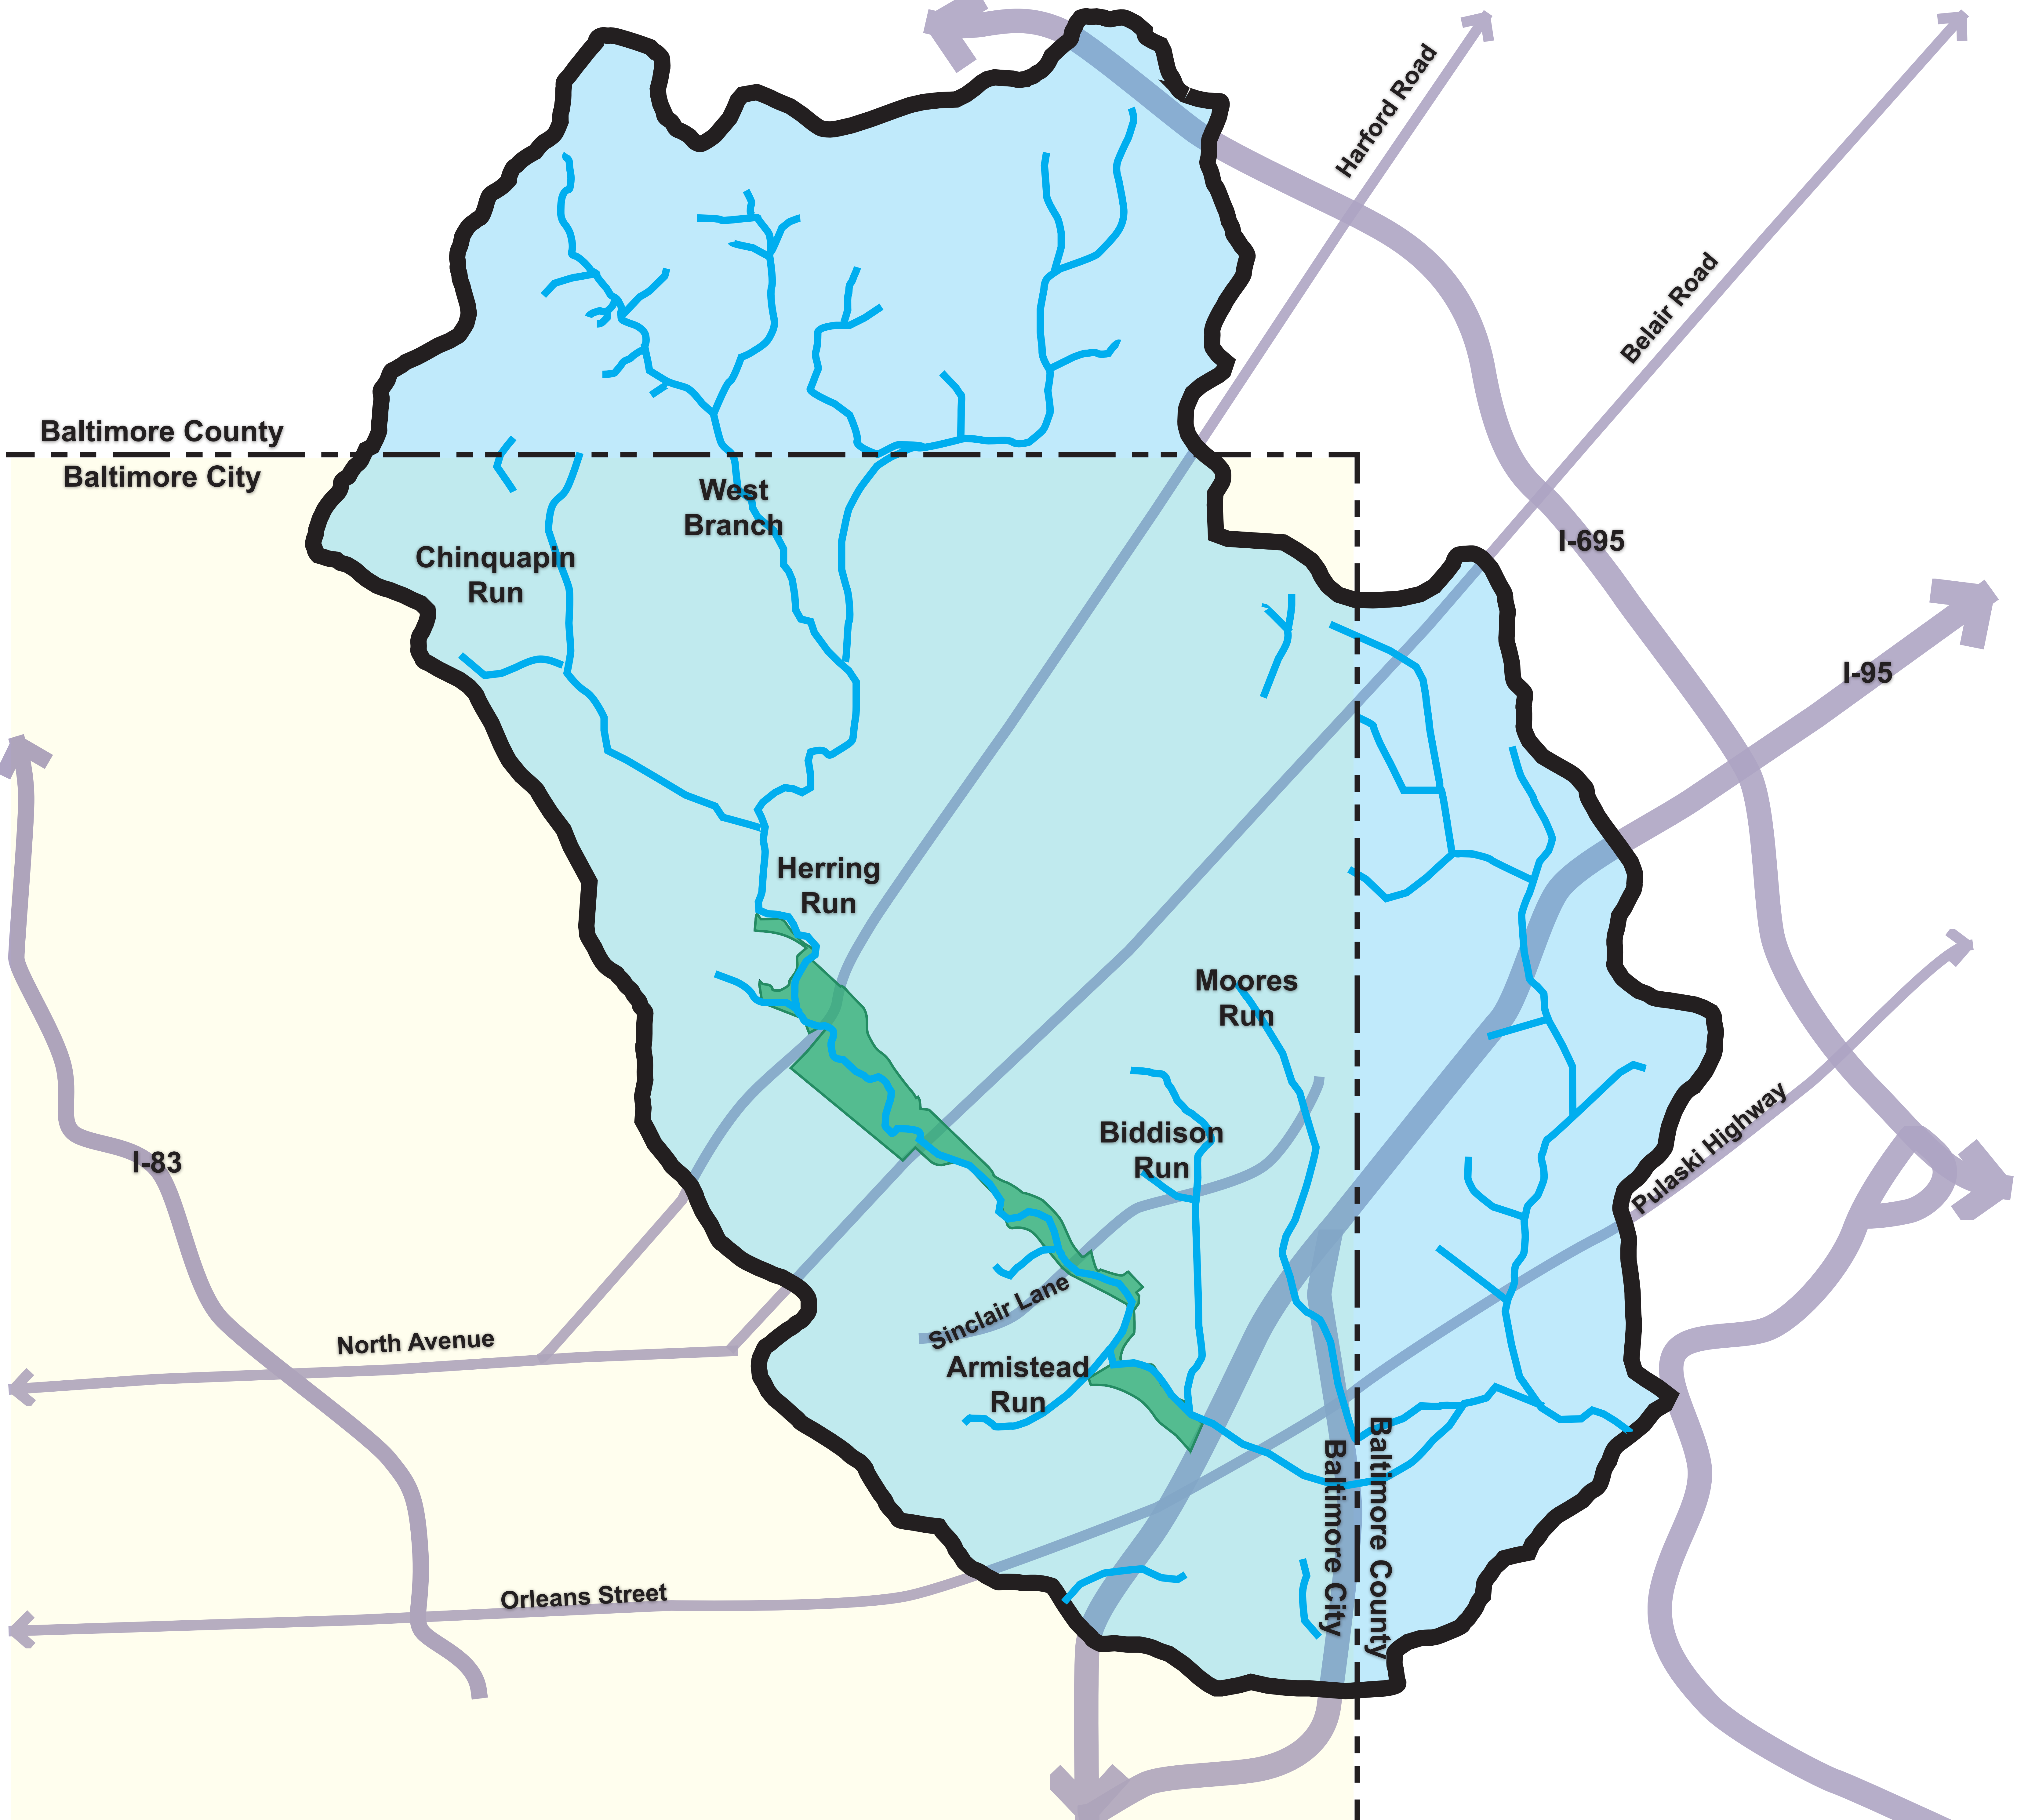 Harford Road
Belair Road
Baltimore County
Baltimore City
West
Branch
I-695
Chinquapin
Run
I-95
Herring
Run
Moores
Run
Biddison
Run
Pulaski Highway
I-83
Sinclair Lane
North Avenue
Armistead
Run
Baltimore City
Baltimore County
Orleans Street